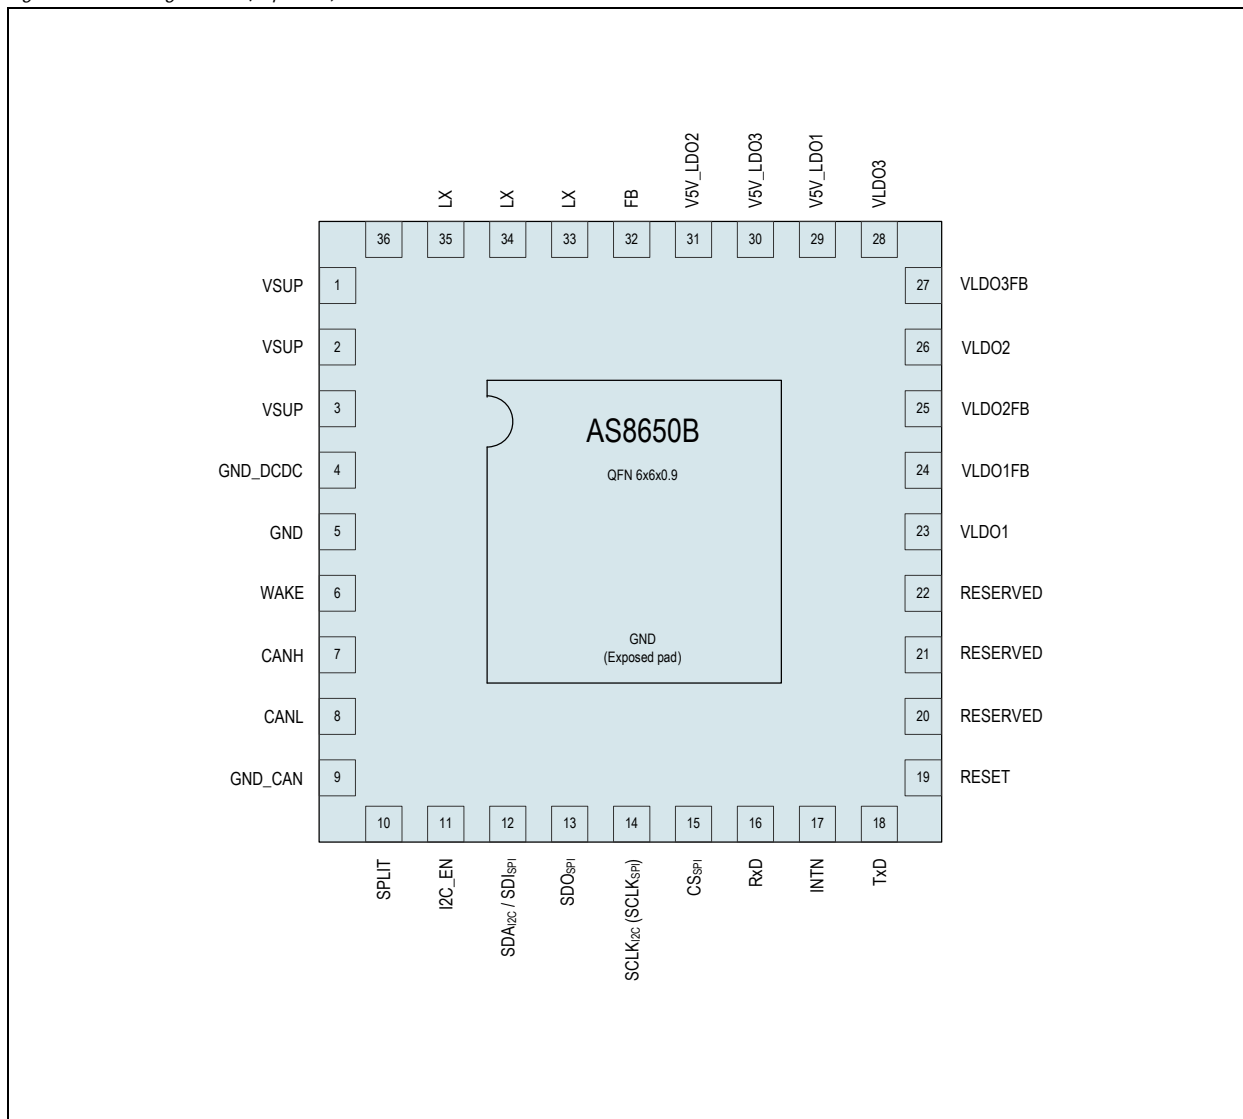 V5V_LDO2
V5V_LDO3
V5V_LDO1
VLDO3
LX
LX
LX
FB
36
35
34
33
32
31
30
29
28
VSUP
1
27
VLDO3FB
VSUP
2
26
VLDO2
VSUP
3
25
VLDO2FB
AS8650B
GND_DCDC
4
QFN 6x6x0.9
24
VLDO1FB
GND
5
23
VLDO1
WAKE
6
22
RESERVED
GND
(Exposed pad)
CANH
7
21
RESERVED
CANL
8
20
RESERVED
GND_CAN
9
19
RESET
10
11
12
13
14
15
16
17
18
SPLIT
I2C_EN
SDAI2C / SDISPI
SDOSPI
SCLKI2C (SCLKSPI)
CSSPI
RxD
INTN
TxD